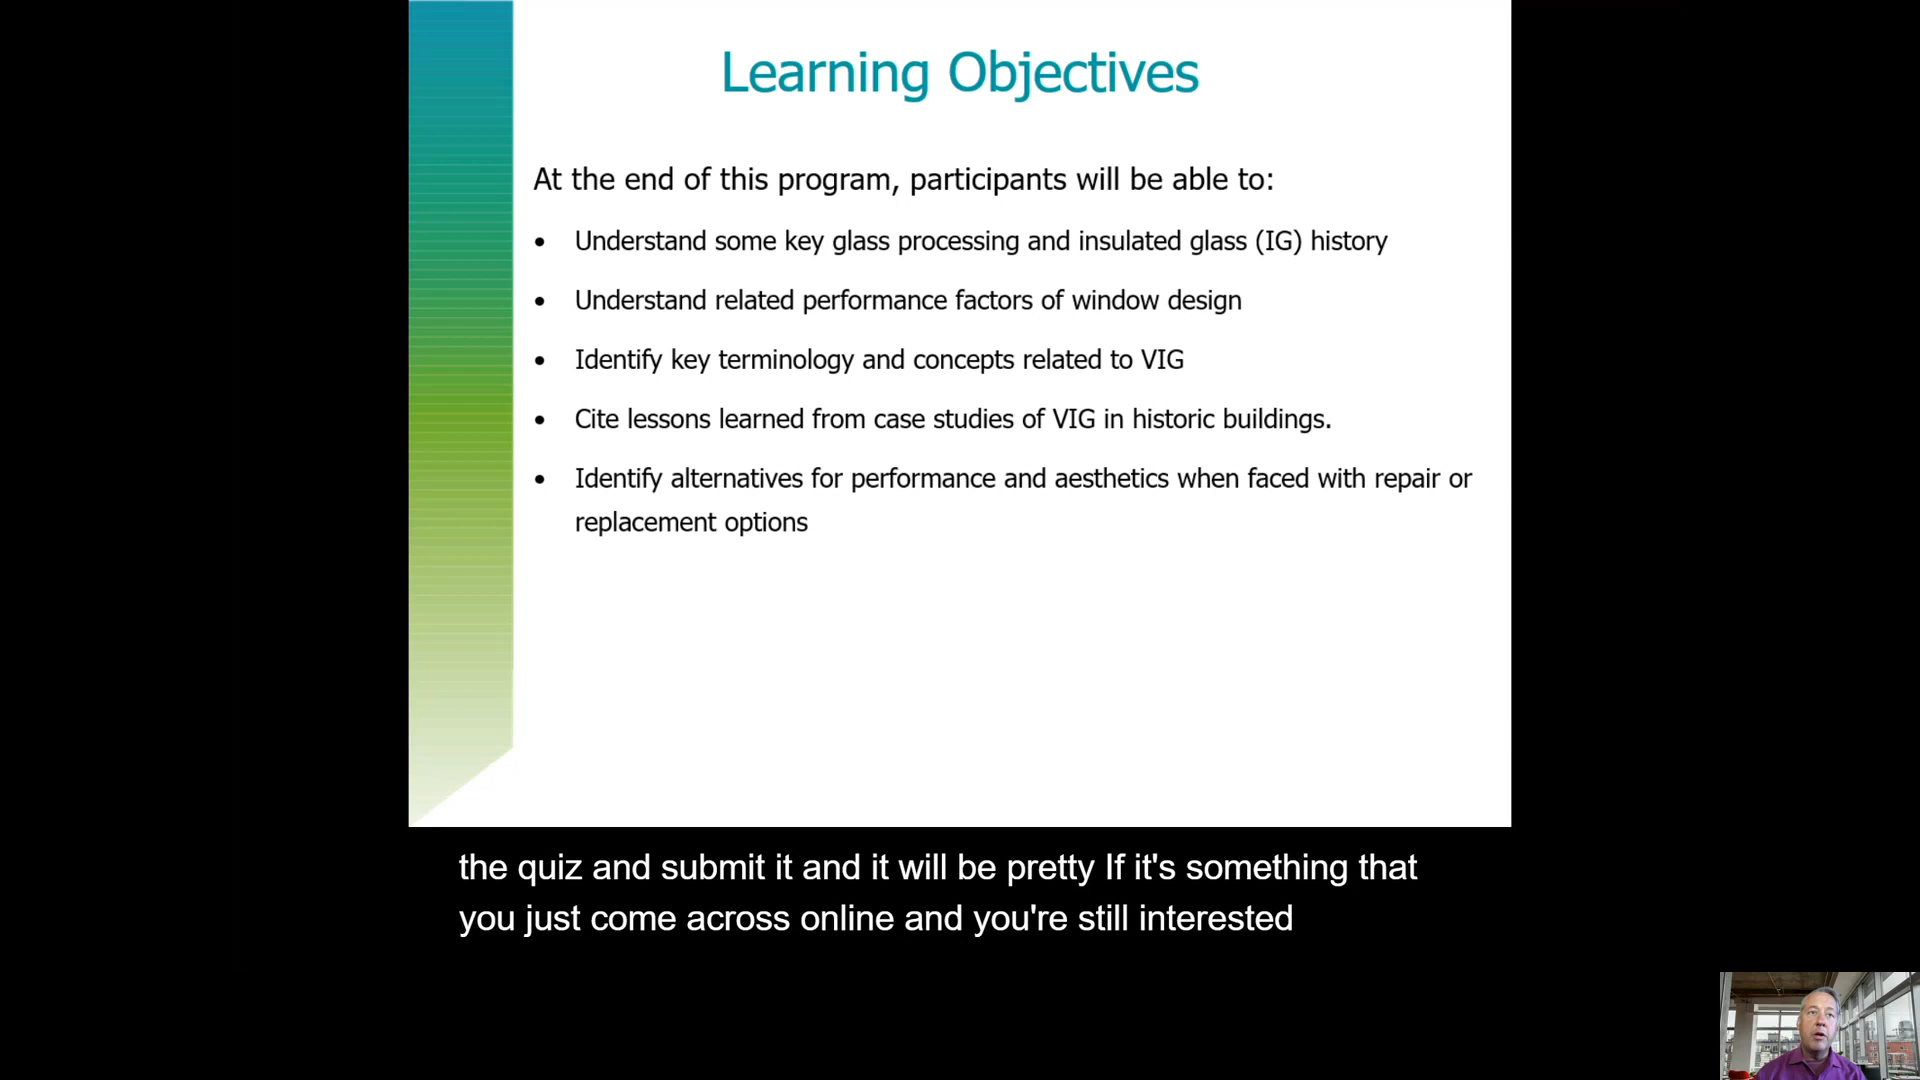 Learning Objectives
At the end of this program, participants will be able to:
• Understand some key glass processing and insulated glass (IG) history
• Understand related performance factors of window design
• Identify key terminology and concepts related to VIG
• Cite lessons learned from case studies of VIG in historic buildings.
• Identify alternatives for performance and aesthetics when faced with repair or
replacement options
the quiz and submit it and it will be pretty If it's something that
you just come across online and you're still interested